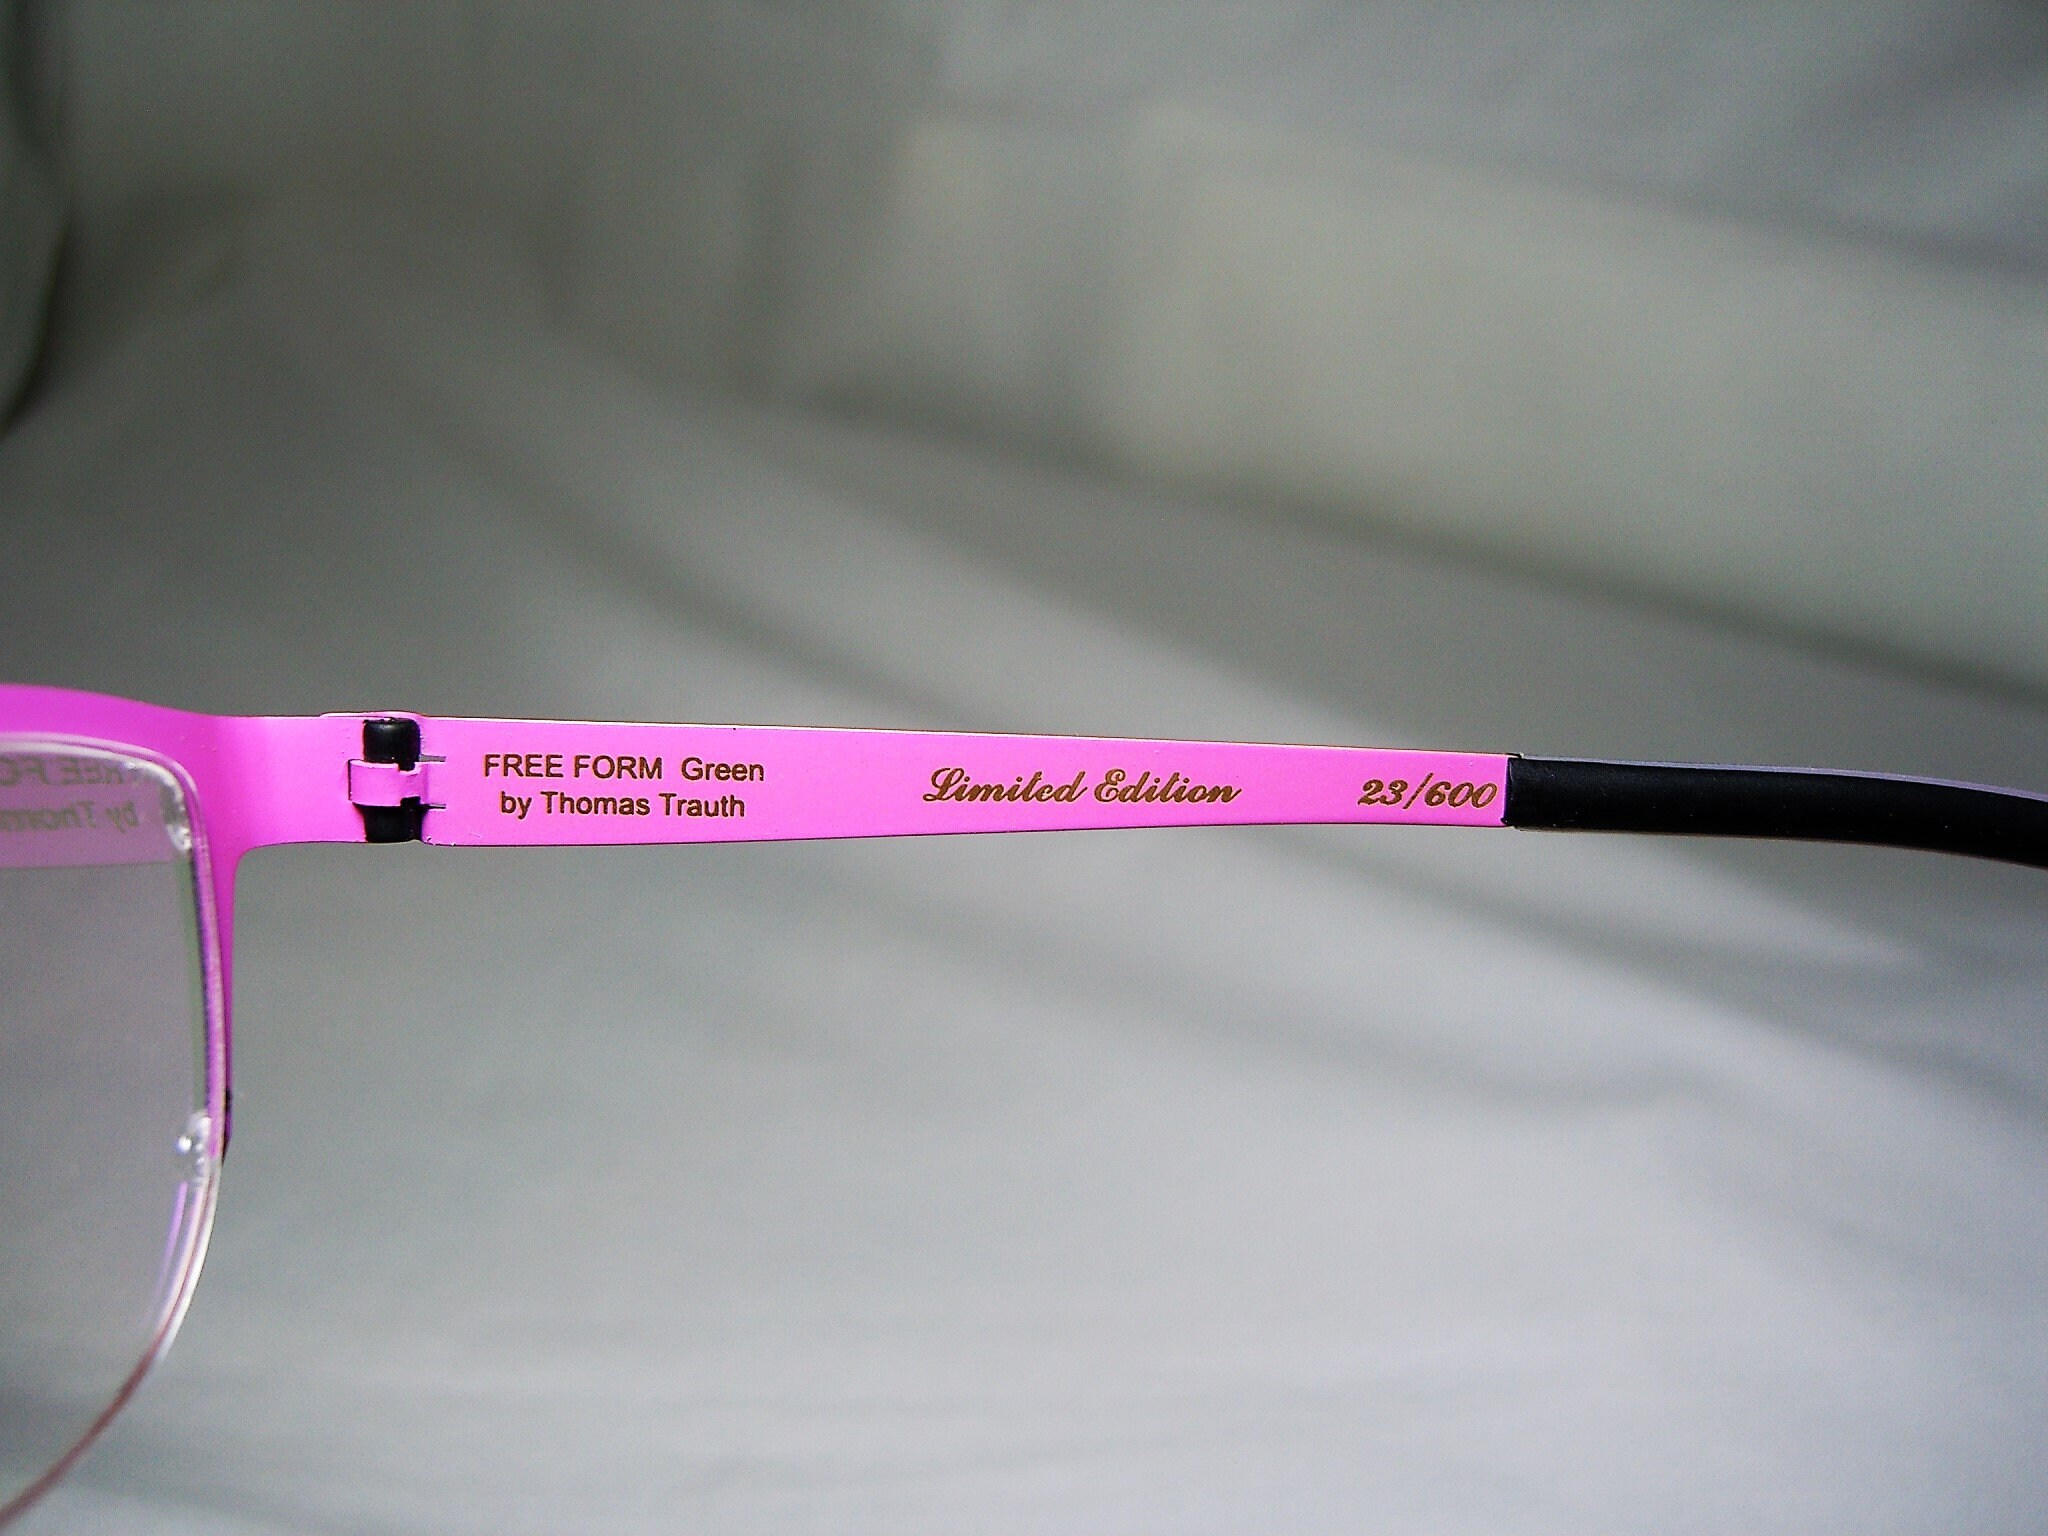 FREE FORM Green
by Thomas Trauth
Limited Edition
23/600